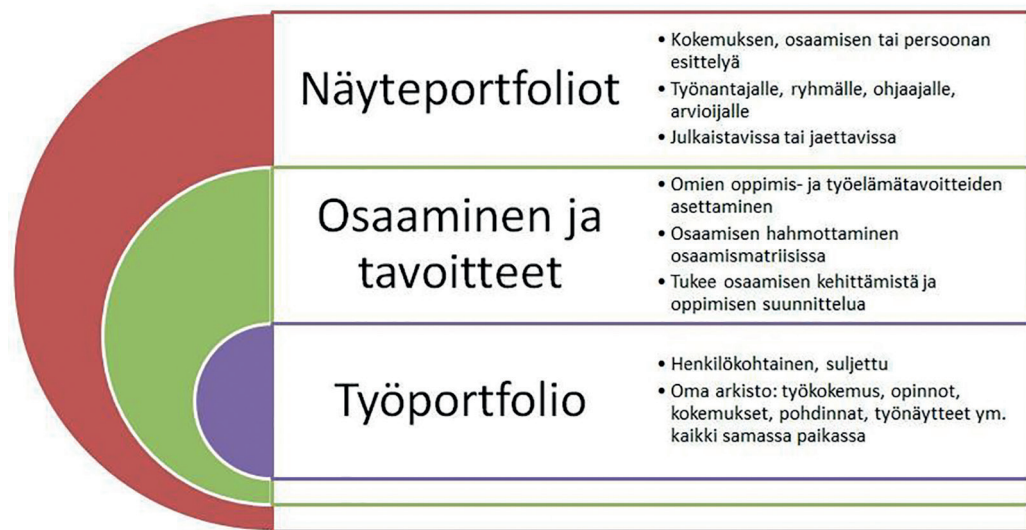 Näyteportfoliot
• Kokemuksen, osaamisen tai persoonan
esittelyä
• Työnantajalle, ryhmälle, ohjaajalle,
arvioijalle
• Julkaistavissa tai jaettavissa
Osaaminen ja
tavoitteet
• Omien oppimis- ja työelämätavoitteiden
asettaminen
• Osaamisen hahmottaminen
osaamismatriisissa
• Tukee osaamisen kehittämistä ja
oppimisen suunnittelua
Työportfolio
• Henkilökohtainen, suljettu
• Oma arkisto: työkokemus, opinnot,
kokemukset, pohdinnat, työnäytteet ym.
kaikki samassa paikassa